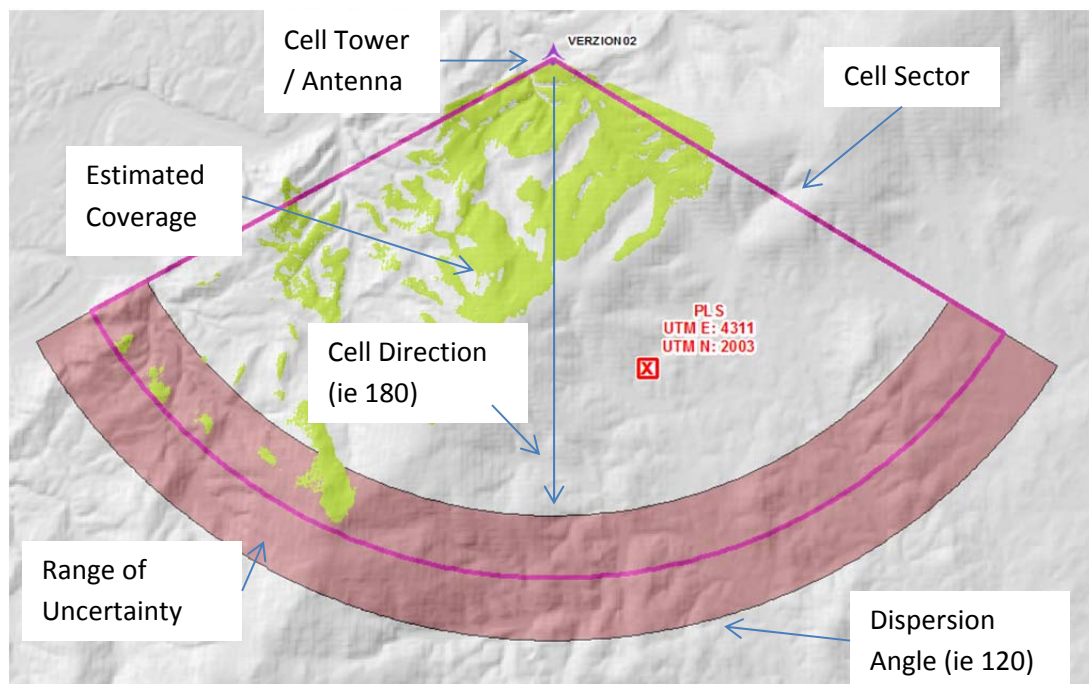 Cell Tower
/ Antenna
VERZION02
Cell Sector
Estimated
Coverage
PLS
UTM E: 4311
UTM N: 2003
X
Cell Direction
(ie 180)
Range of
Uncertainty
Dispersion
Angle (ie 120)